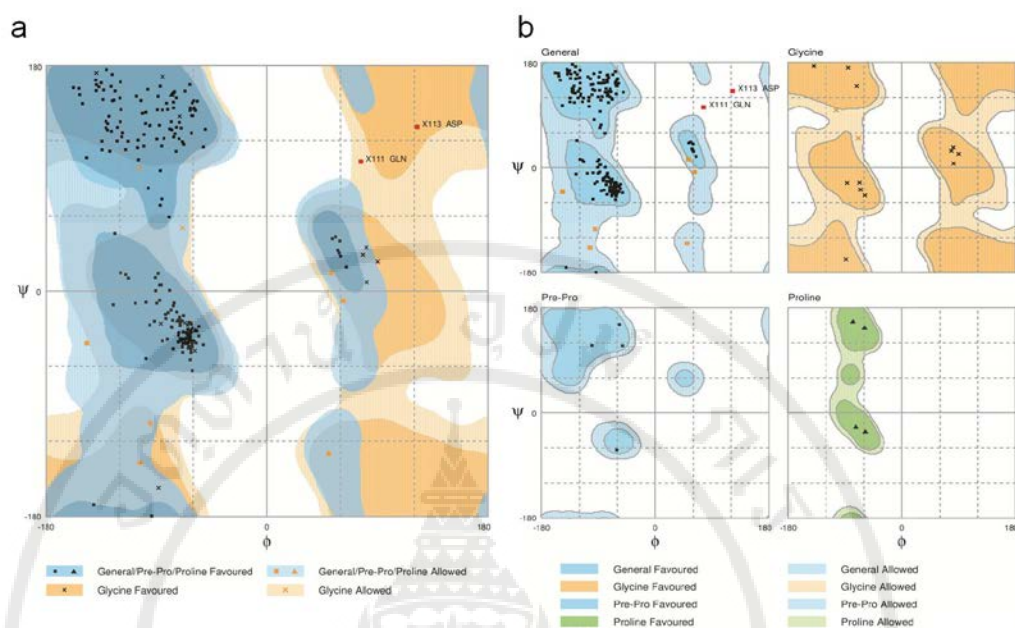 a
180
X113 ASP
X111 GLN
Ψ 0
-180
-180 0 180
ϕ
General/Pre-Pro/Proline Favoured
General/Pre-Pro/Proline Allowed
Glycine Favoured
Glycine Allowed
b
General
180
X113 ASP
X111 GLN
Ψ 0
-180
Glycine
Pre-Pro
180
Ψ 0
-180
-180 0 180
ϕ
Proline
-180 0 180
ϕ
General Favoured
General Allowed
Glycine Favoured
Glycine Allowed
Pre-Pro Favoured
Pre-Pro Allowed
Proline Favoured
Proline Allowed